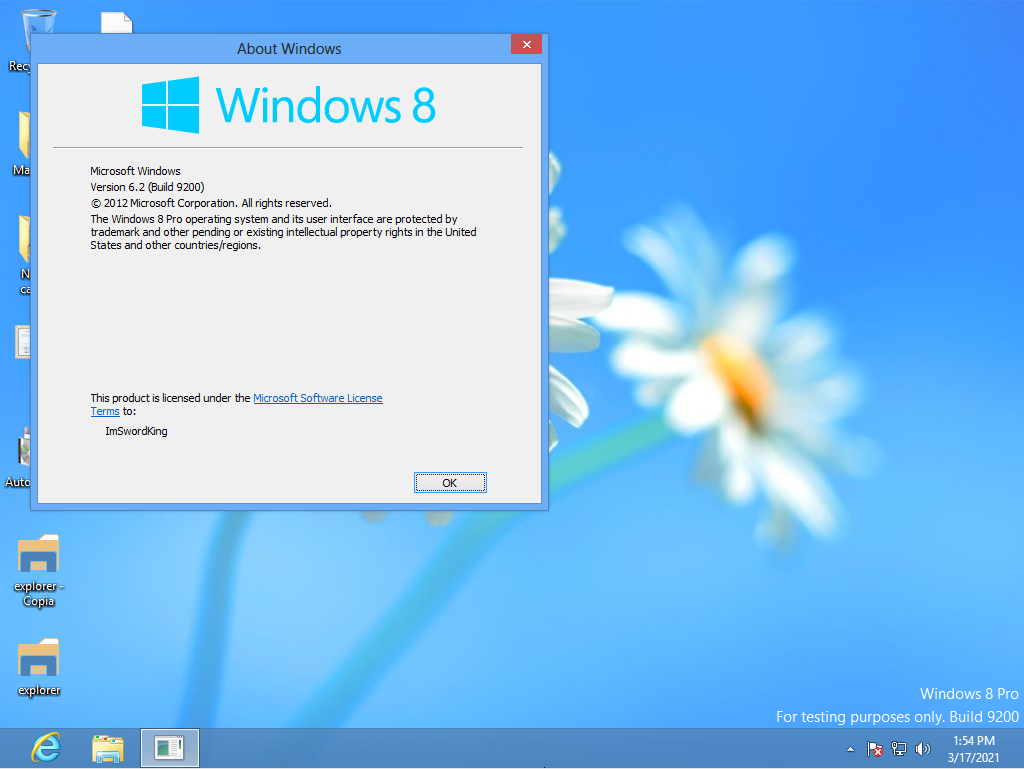 About Windows
Windows 8
Microsoft Windows
Version 6.2 (Build 9200)
© 2012 Microsoft Corporation. All rights reserved.
The Windows 8 Pro operating system and its user interface are protected by
trademark and other pending or existing intellectual property rights in the United
States and other countries/regions.
This product is licensed under the Microsoft Software License
Terms to:
ImSwordKing
OK
Recy
Ma
N
ca
Auto
explorer -
Copia
explorer
Windows 8 Pro
For testing purposes only. Build 9200
1:54 PM
3/17/2021